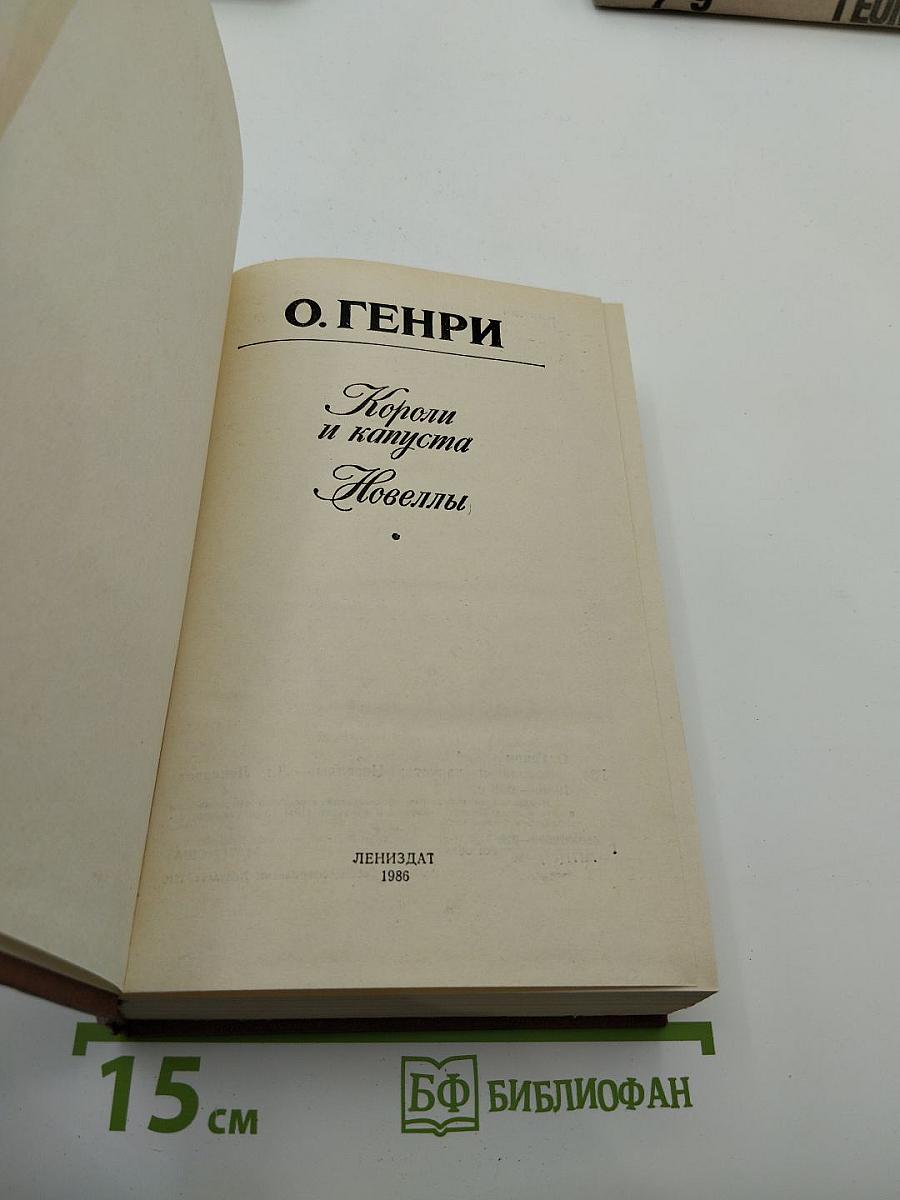 О. ГЕНРИ
Короли
и капуста
Новеллы
ЛЕНИЗДАТ
1986
15 см
БФ БИБЛИОФАН